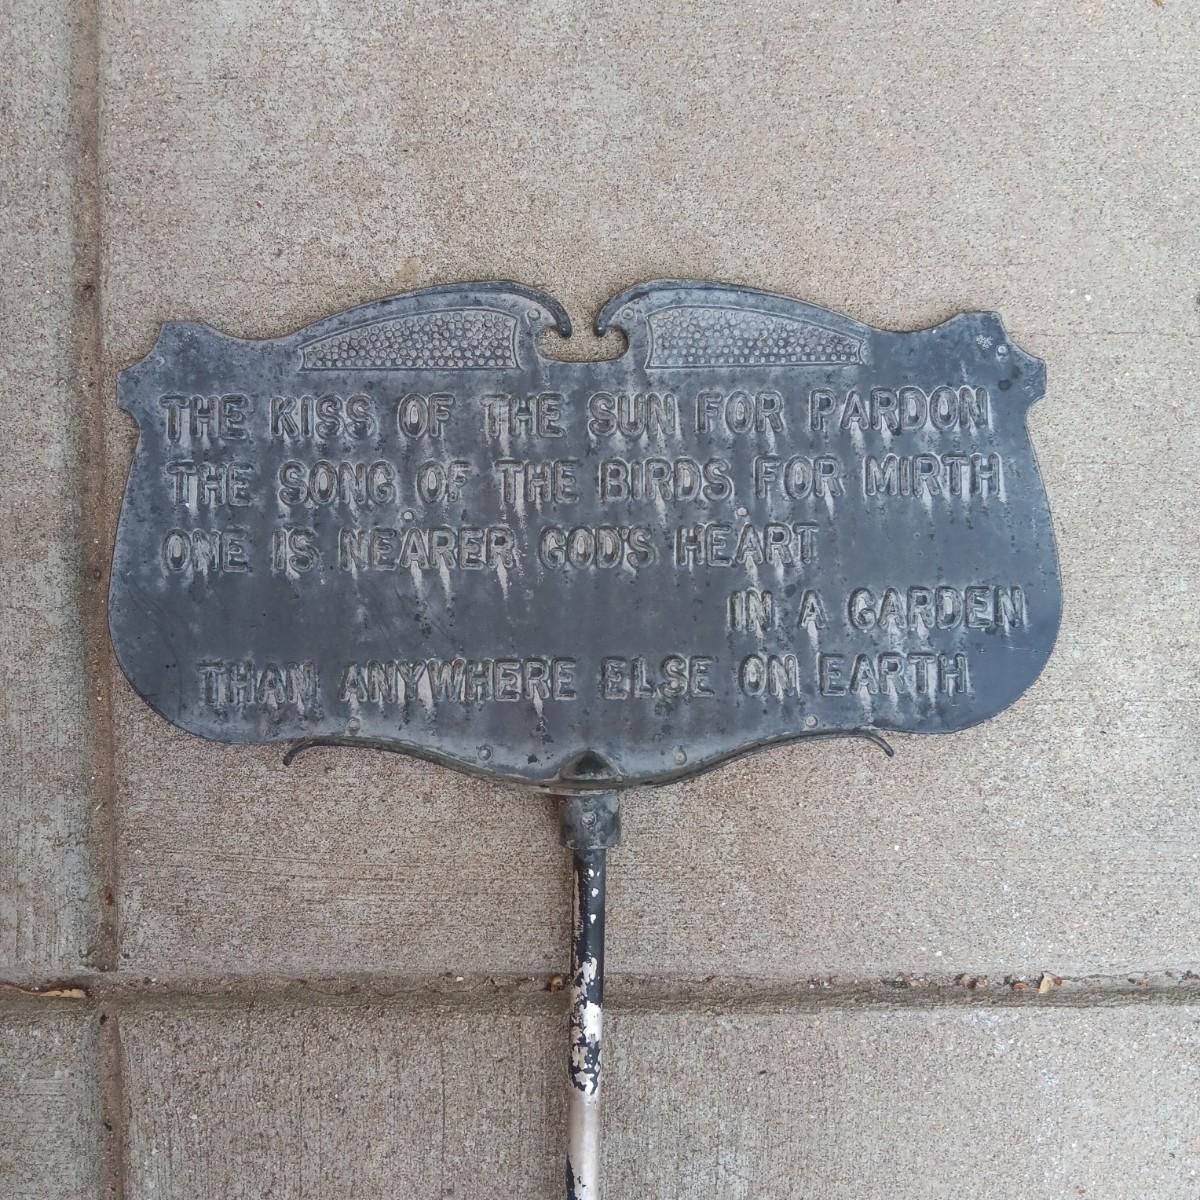 THE KISS OF THE SUN FOR PARDON
THE SONG OF THE BIRDS FOR MIRTH
ONE IS NEARER GOD'S HEART
IN A GARDEN
THAN ANYWHERE ELSE ON EARTH